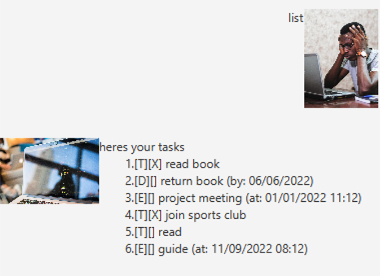 list
heres your tasks
1.[T][X] read book
2.[D][] return book (by: 06/06/2022)
3.[E][] project meeting (at: 01/01/2022 11:12)
4.[T][X] join sports club
5.[T][] read
6.[E][] guide (at: 11/09/2022 08:12)